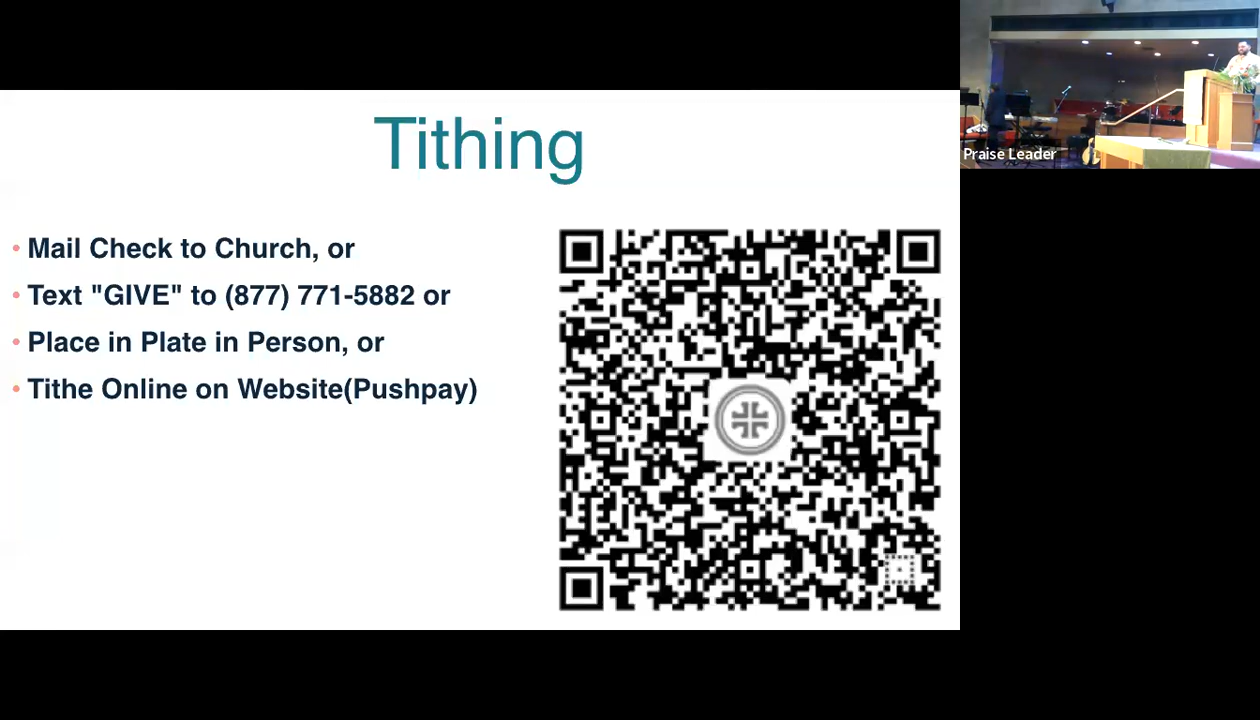 Tithing
• Mail Check to Church, or
• Text "GIVE" to (877) 771-5882 or
• Place in Plate in Person, or
• Tithe Online on Website(Pushpay)
Praise Leader